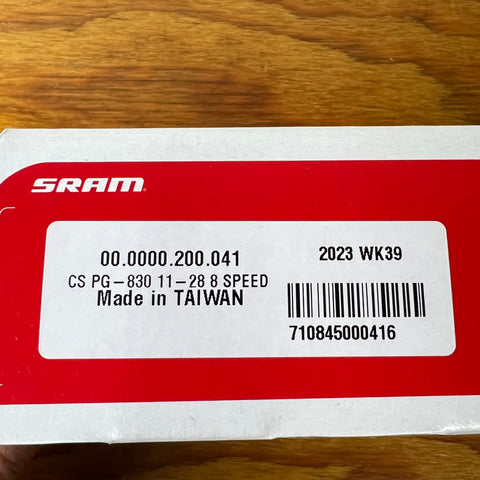 SRAM
00.0000.200.041
CS PG-830 11-28 8 SPEED
Made in TAIWAN
2023 WK39
710845000416